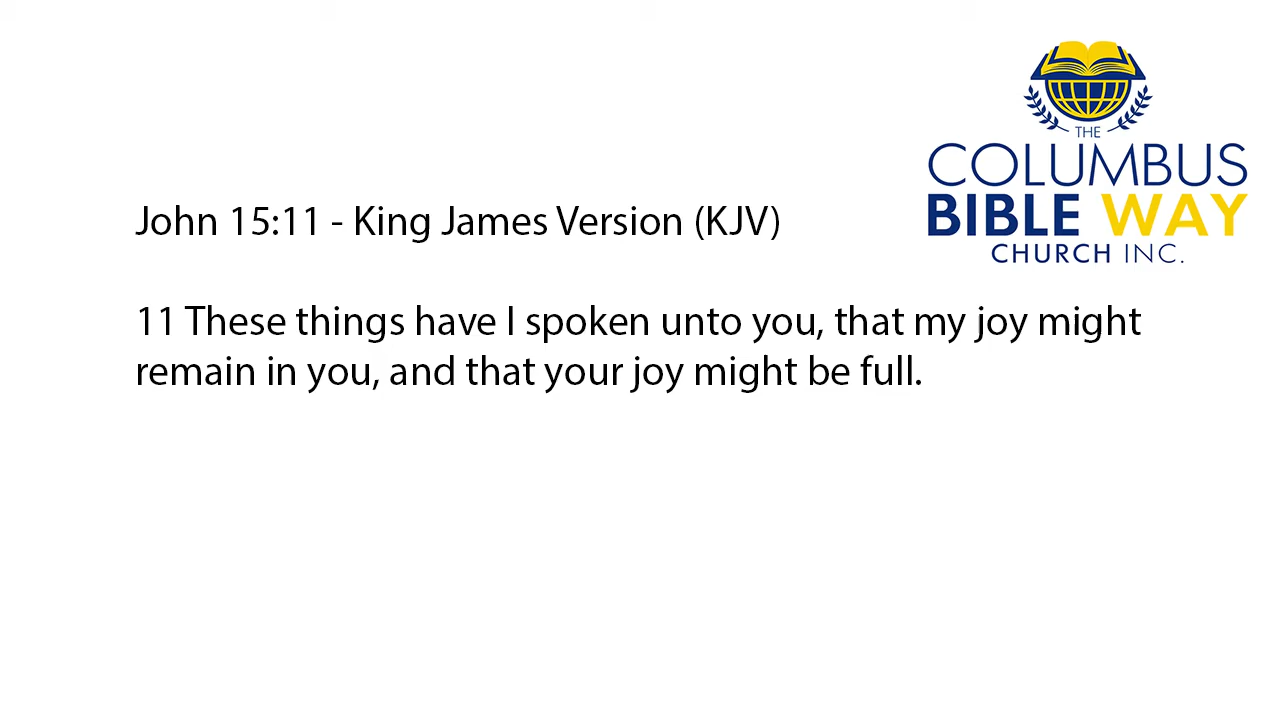 THE
COLUMBUS
BIBLE WAY
CHURCH INC.
John 15:11 - King James Version (KJV)
11 These things have I spoken unto you, that my joy might
remain in you, and that your joy might be full.